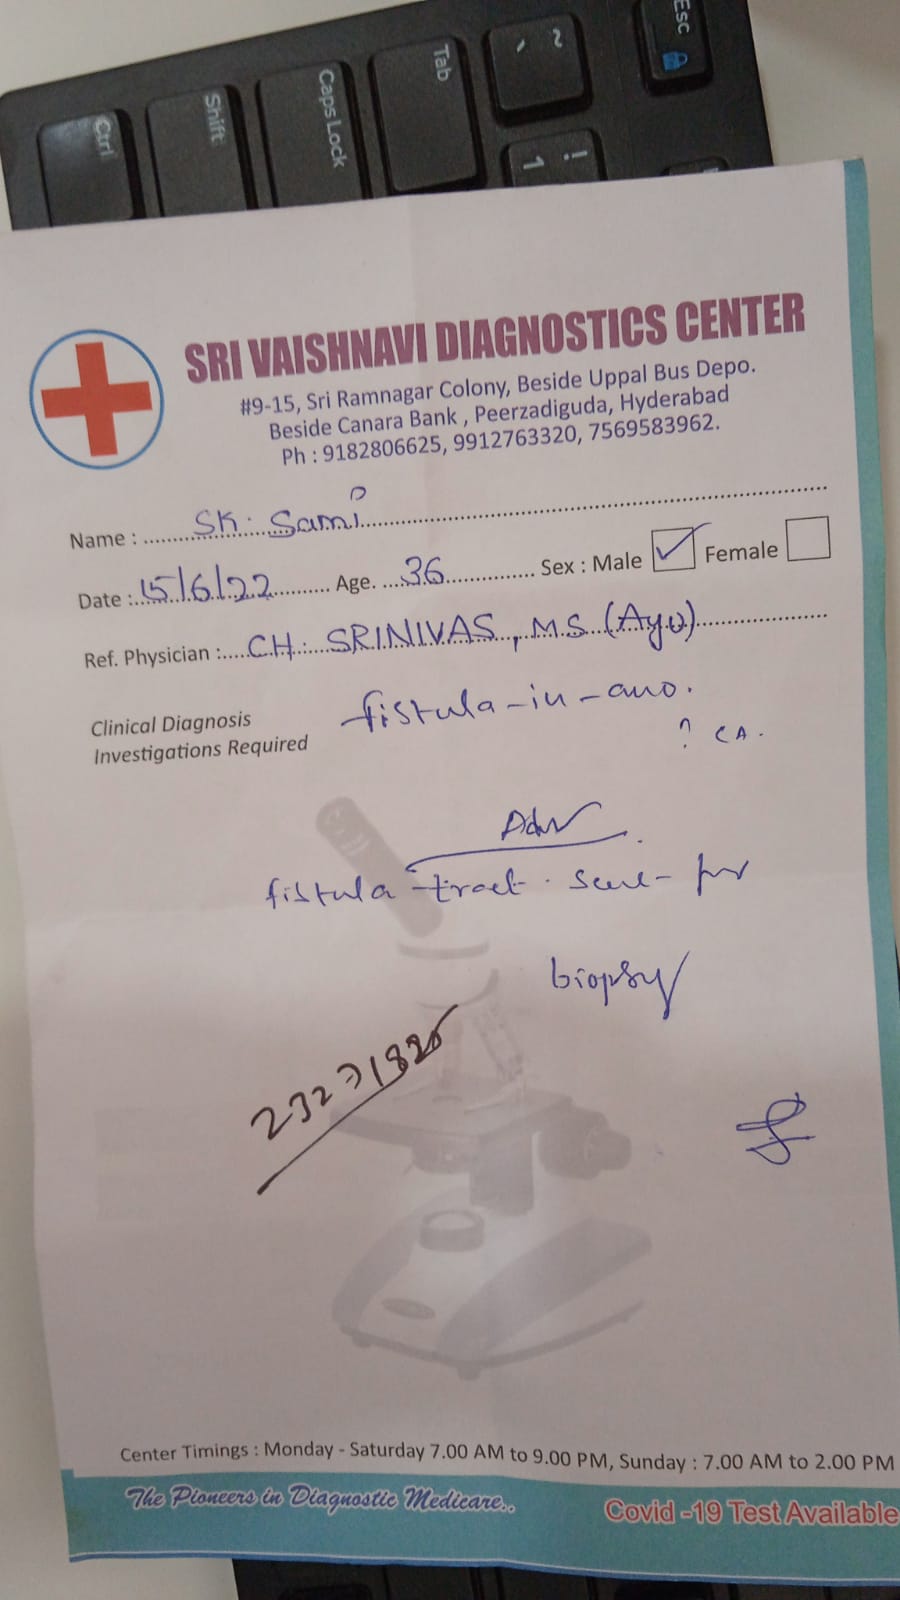 Esc
~
`
Tab
Caps Lock
Shift
Ctrl
!
1
SRI VAISHNAVI DIAGNOSTICS CENTER
#9-15, Sri Ramnagar Colony, Beside Uppal Bus Depo.
Beside Canara Bank , Peerzadiguda, Hyderabad
Ph : 9182806625, 9912763320, 7569583962.
Name : SK. Sami
Date : 15/6/22 Age. 36 Sex : Male ✓ Female
Ref. Physician : CH. SRINIVAS, M.S (Ayu)
Clinical Diagnosis fistula-in-ano.
Investigations Required ? CA.
Adv
fistula tract for
biopsy
Center Timings : Monday - Saturday 7.00 AM to 9.00 PM, Sunday : 7.00 AM to 2.00 PM
The Pioneers in Diagnostic Medicare..
Covid -19 Test Available